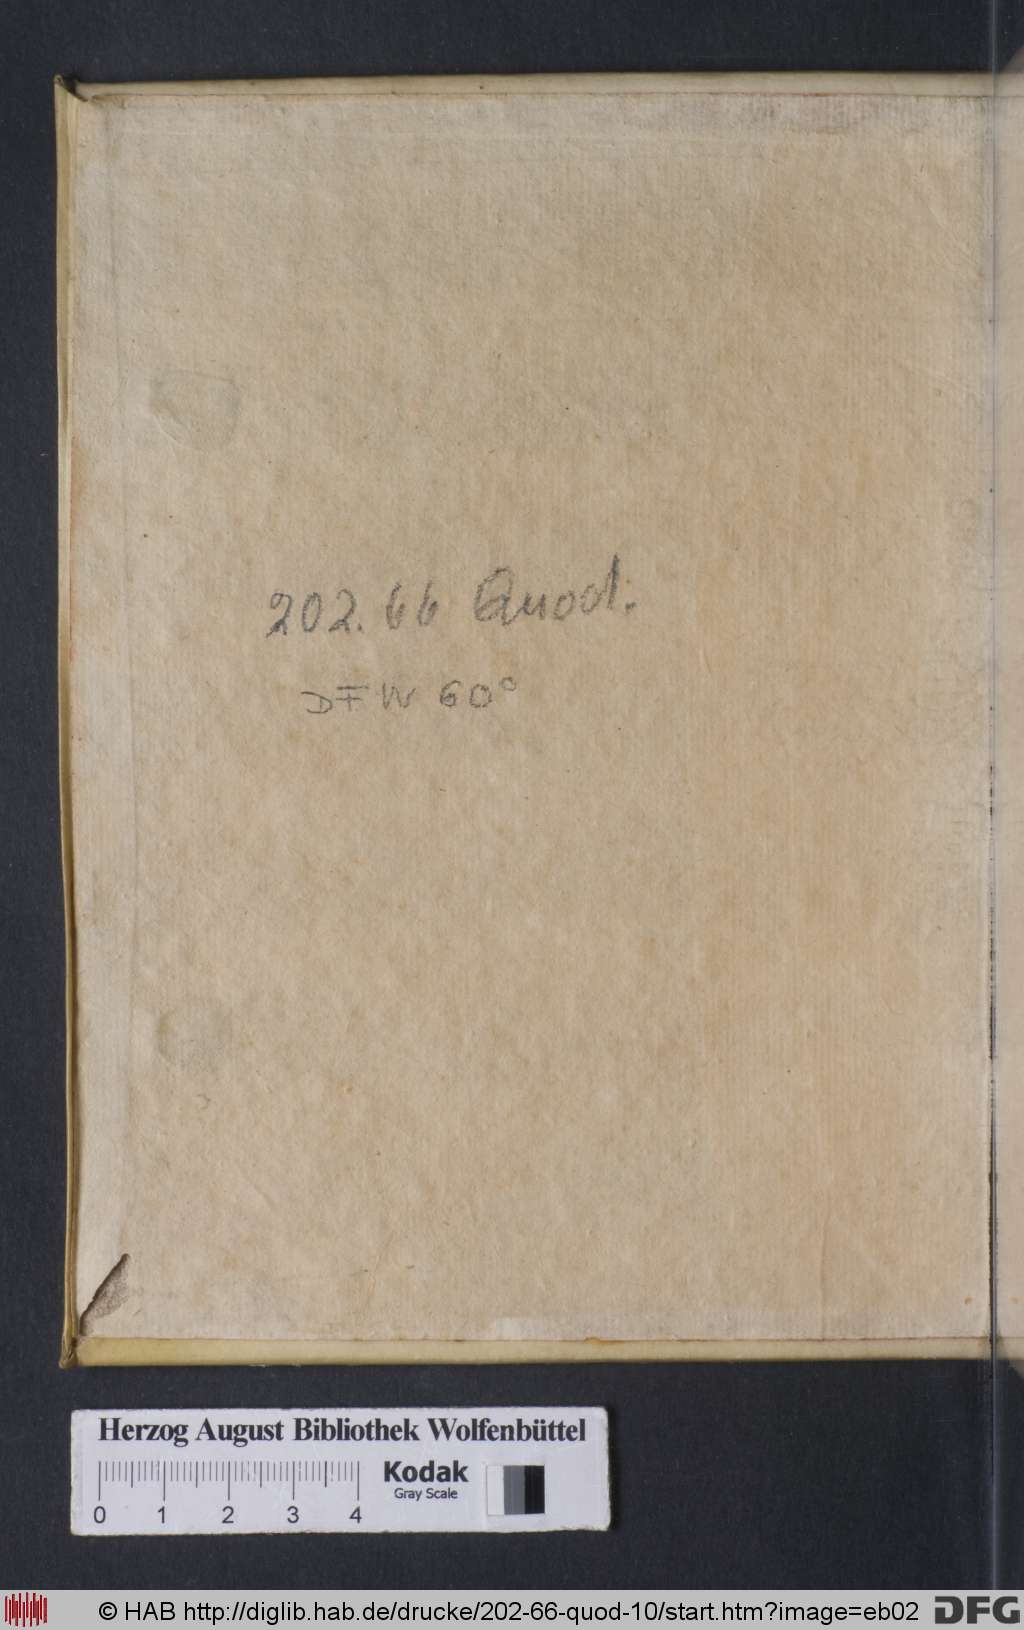 202.66 Quod.
DFW 60°
Herzog August Bibliothek Wolfenbüttel
Kodak
Gray Scale
0 1 2 3 4
© HAB http://diglib.hab.de/drucke/202-66-quod-10/start.htm?image=eb02
DFG